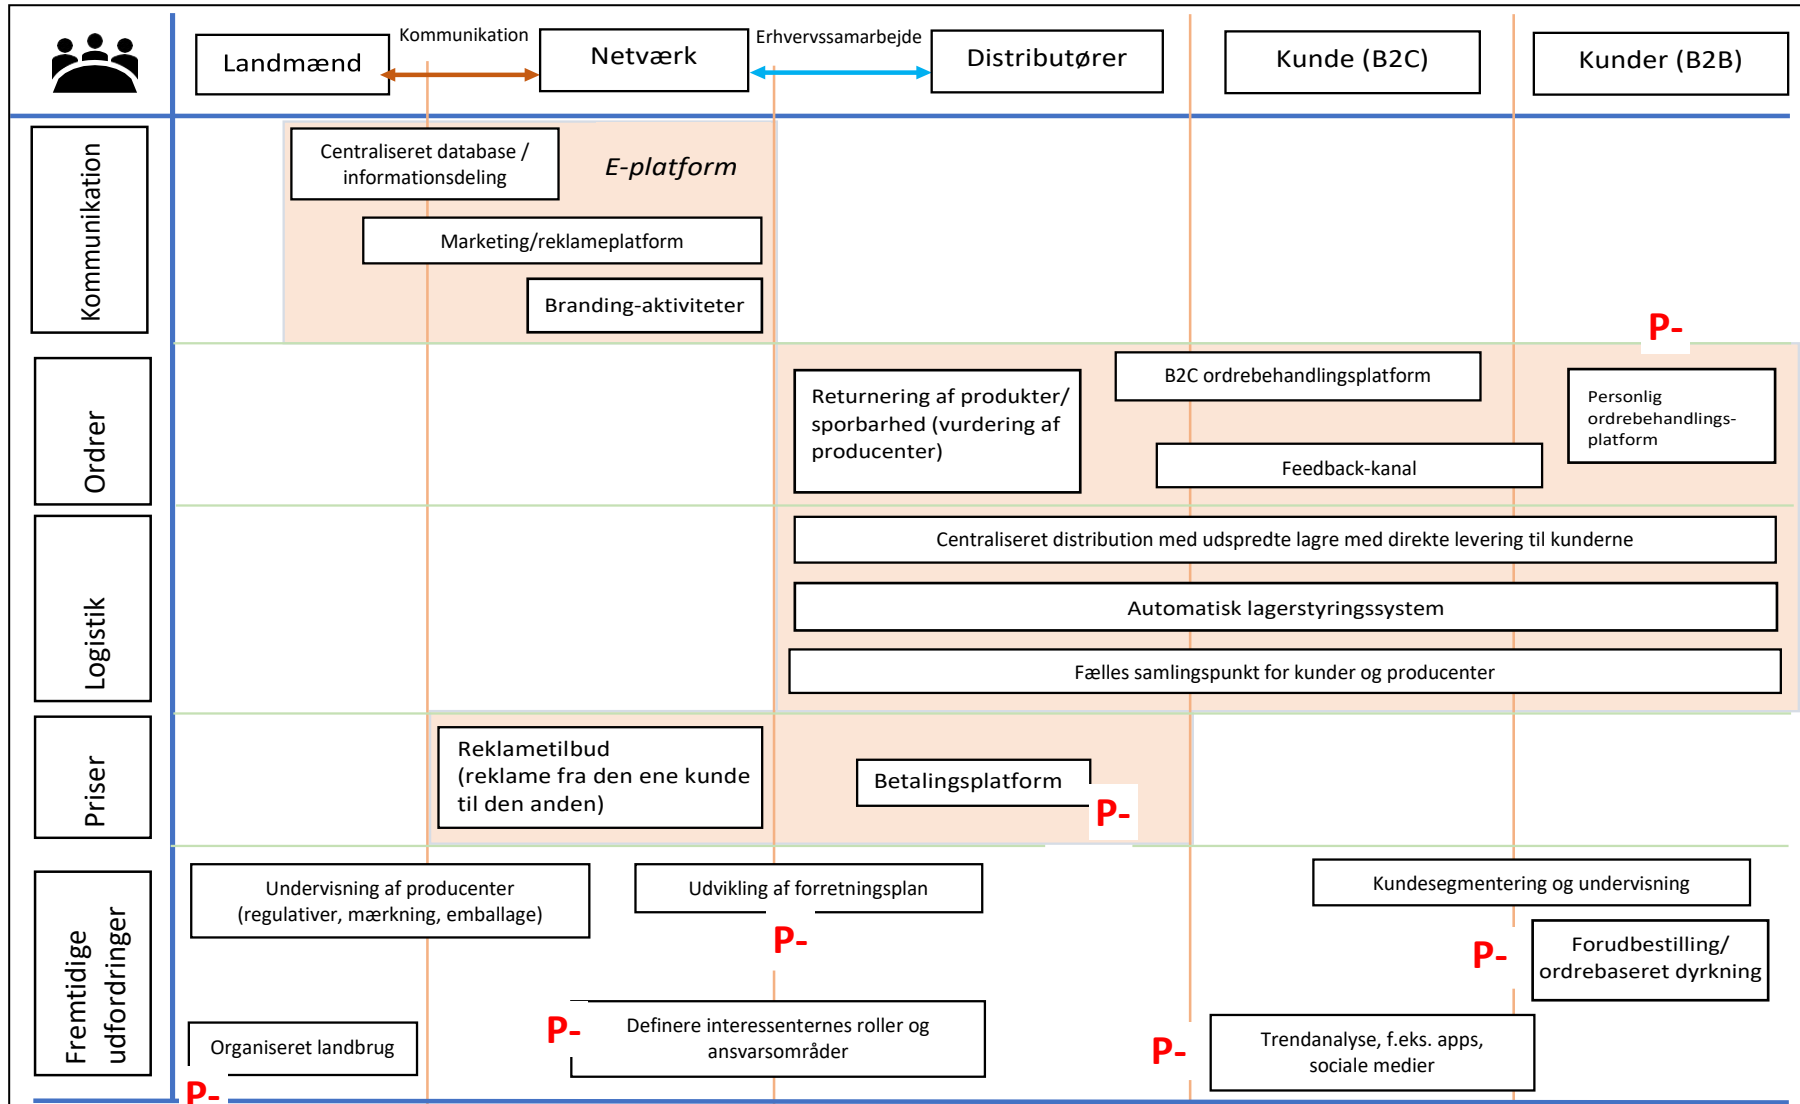 Landmænd
Kommunikation
Netværk
Erhvervssamarbejde
Distributører
Kunde (B2C)
Kunder (B2B)
Kommunikation
Centraliseret database /
informationsdeling
E-platform
Marketing/reklameplatform
Branding-aktiviteter
P-
Ordrer
Returnering af produkter/
sporbarhed (vurdering af
producenter)
B2C ordrebehandlingsplatform
Feedback-kanal
Personlig
ordrebehandlings-
platform
Logistik
Centraliseret distribution med udspredte lagre med direkte levering til kunderne
Automatisk lagerstyringssystem
Fælles samlingspunkt for kunder og producenter
Priser
Reklametilbud
(reklame fra den ene kunde
til den anden)
Betalingsplatform
P-
Fremtidige
udfordringer
Undervisning af producenter
(regulativer, mærkning, emballage)
Udvikling af forretningsplan
P-
Kundesegmentering og undervisning
P-
Forudbestilling/
ordrebaseret dyrkning
Organiseret landbrug
P-
P-
Definere interessenternes roller og
ansvarsområder
P-
Trendanalyse, f.eks. apps,
sociale medier